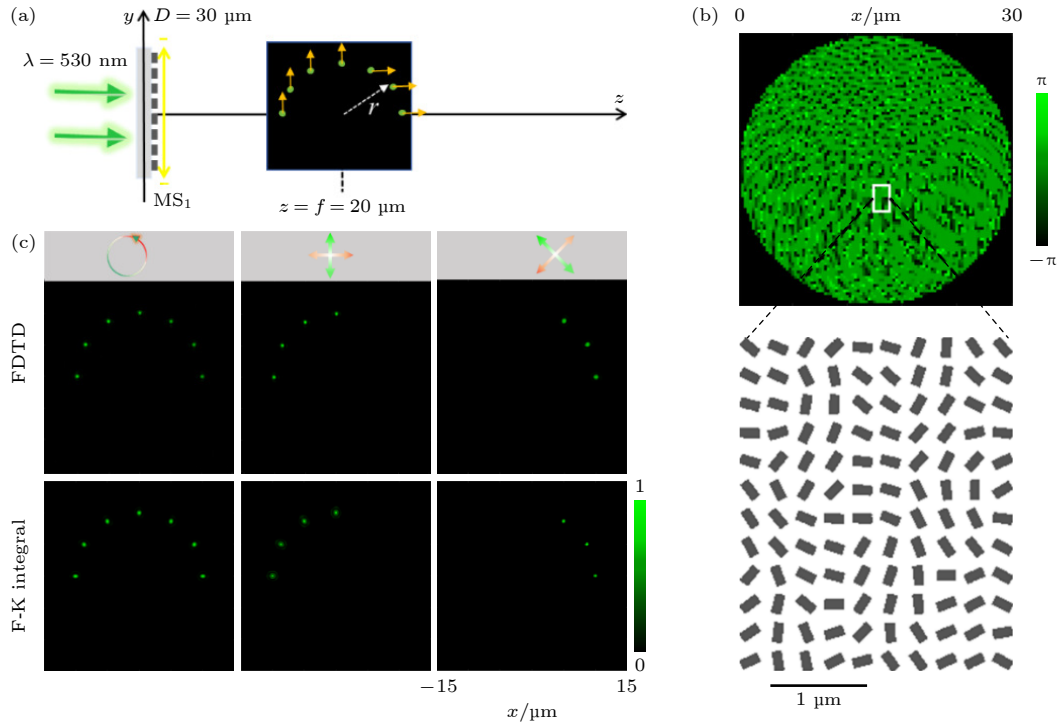 (a)
y
D = 30 µm
λ = 530 nm
r
z
MS₁
z = f = 20 µm
(b)
0
x/µm
30
π
−π
1 µm
(c)
FDTD
F-K integral
1
0
−15
15
x/µm